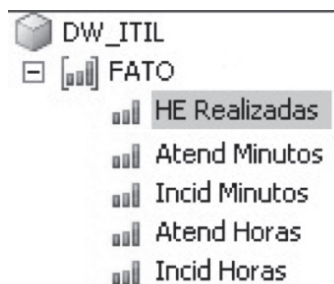 DW_ITIL
FATO
HE Realizadas
Atend Minutos
Incid Minutos
Atend Horas
Incid Horas